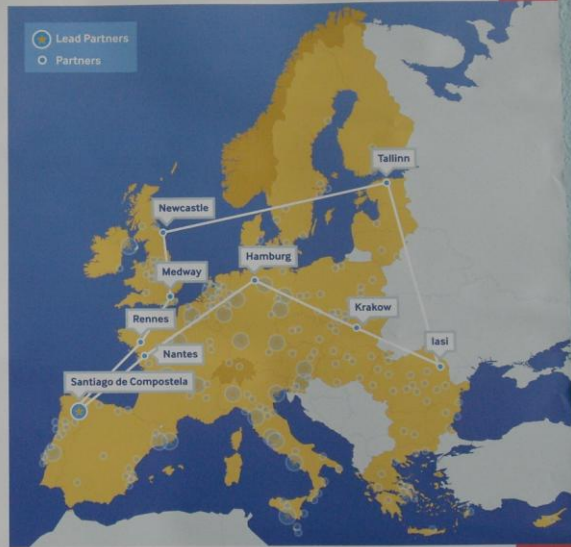 Lead Partners
Partners
Tallinn
Newcastle
Hamburg
Medway
Krakow
Rennes
Iasi
Nantes
Santiago de Compostela